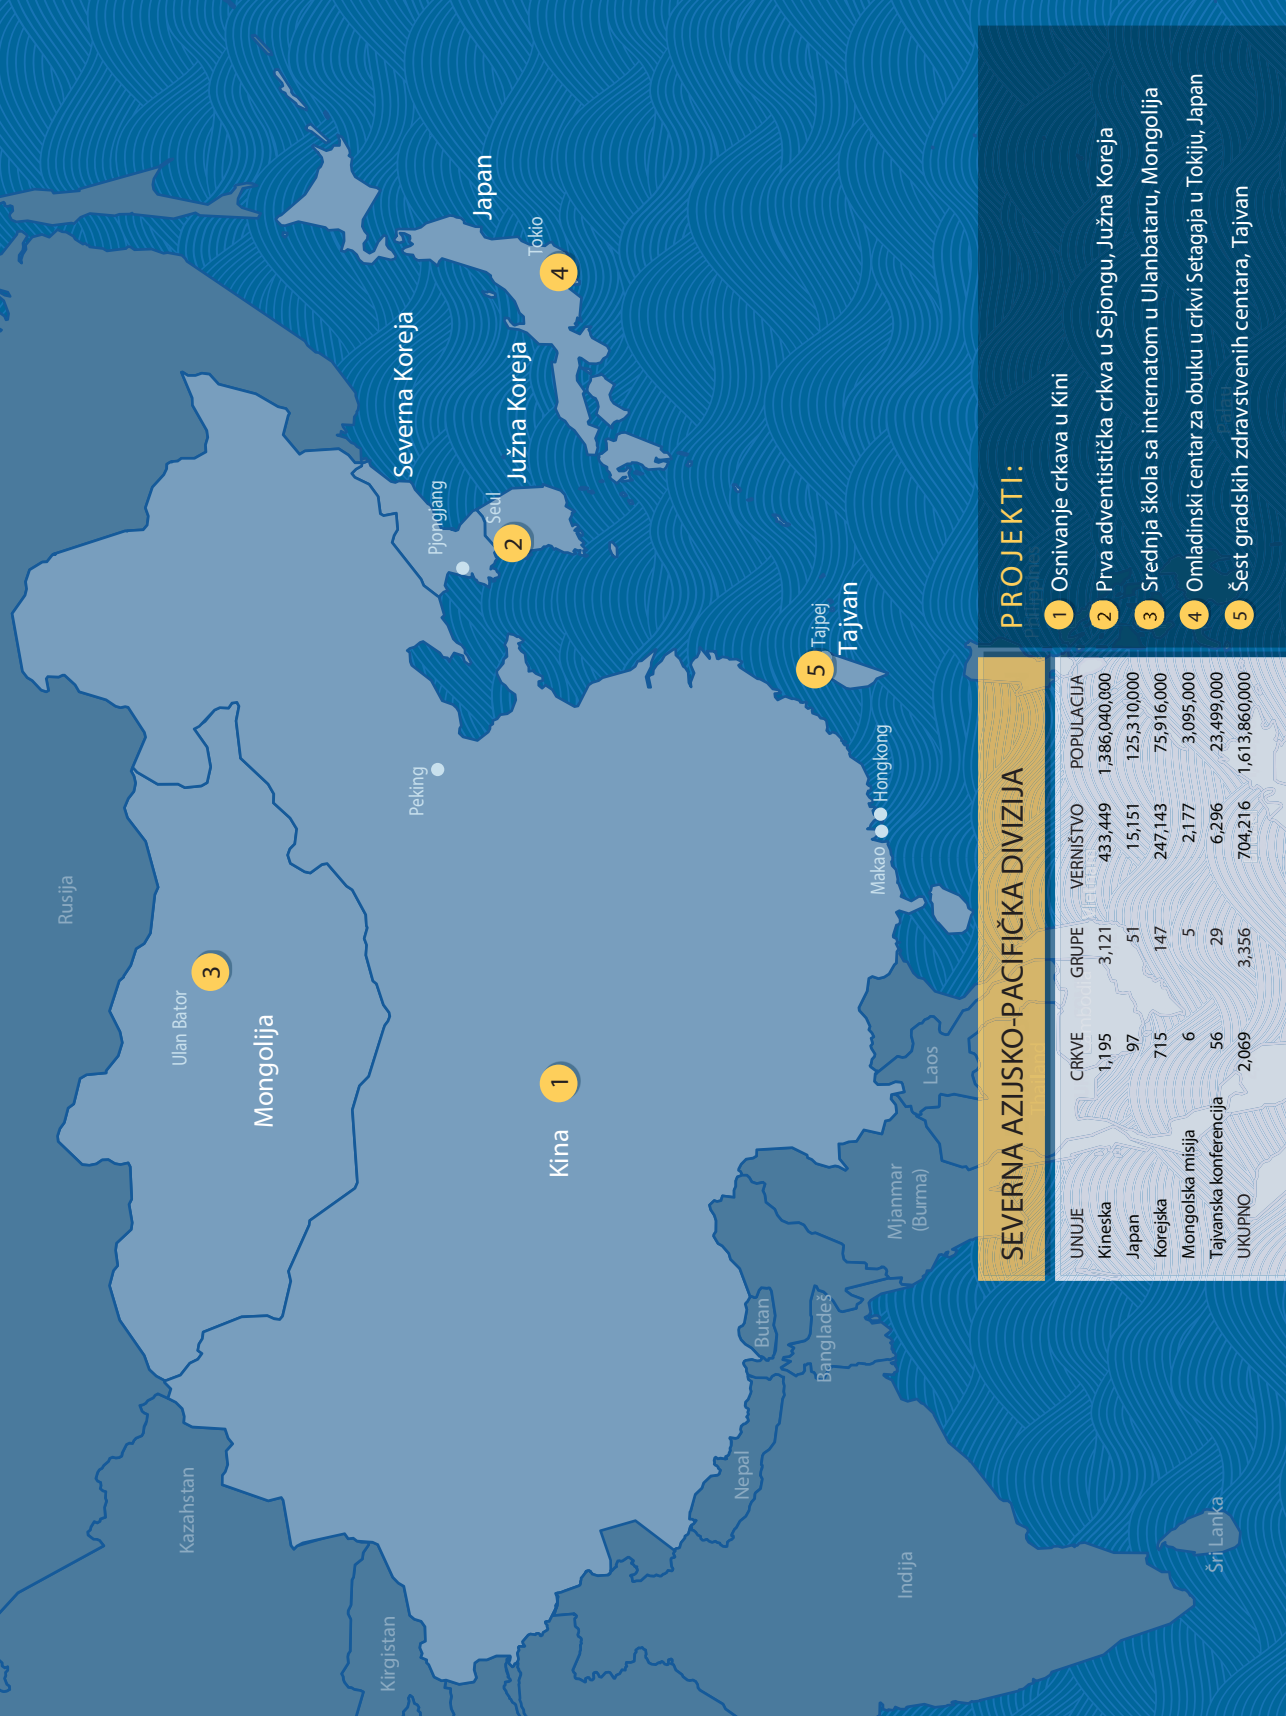 Rusija
Kazahstan
Ulan Bator
3
Mongolija
Kirgistan
Peking
Severna Koreja
Pjongjang
Japan
Seul
2
Južna Koreja
Tokio
4
1
Kina
Nepal
Butan
Bangladeš
Tajpej
5
Tajvan
Makao
Hongkong
Mjanmar
(Burma)
Indija
Laos
Šri Lanka
SEVERNA AZIJSKO-PACIFIČKA DIVIZIJA
UNUJE CRKVE GRUPE VERNIŠTVO POPULACIJA
Kineska 1,195 3,121 433,449 1,386,040,000
Japan 97 51 15,151 125,310,000
Korejska 715 147 247,143 75,916,000
Mongolska misija 6 5 2,177 3,095,000
Tajvanska konferencija 56 29 6,296 23,499,000
UKUPNO 2,069 3,356 704,216 1,613,860,000
PROJEKTI:
1 Osnivanje crkava u Kini
2 Prva adventistička crkva u Sejongu, Južna Koreja
3 Srednja škola sa internatom u Ulanbataru, Mongolija
4 Omladinski centar za obuku u crkvi Setagaja u Tokiju, Japan
5 Šest gradskih zdravstvenih centara, Tajvan